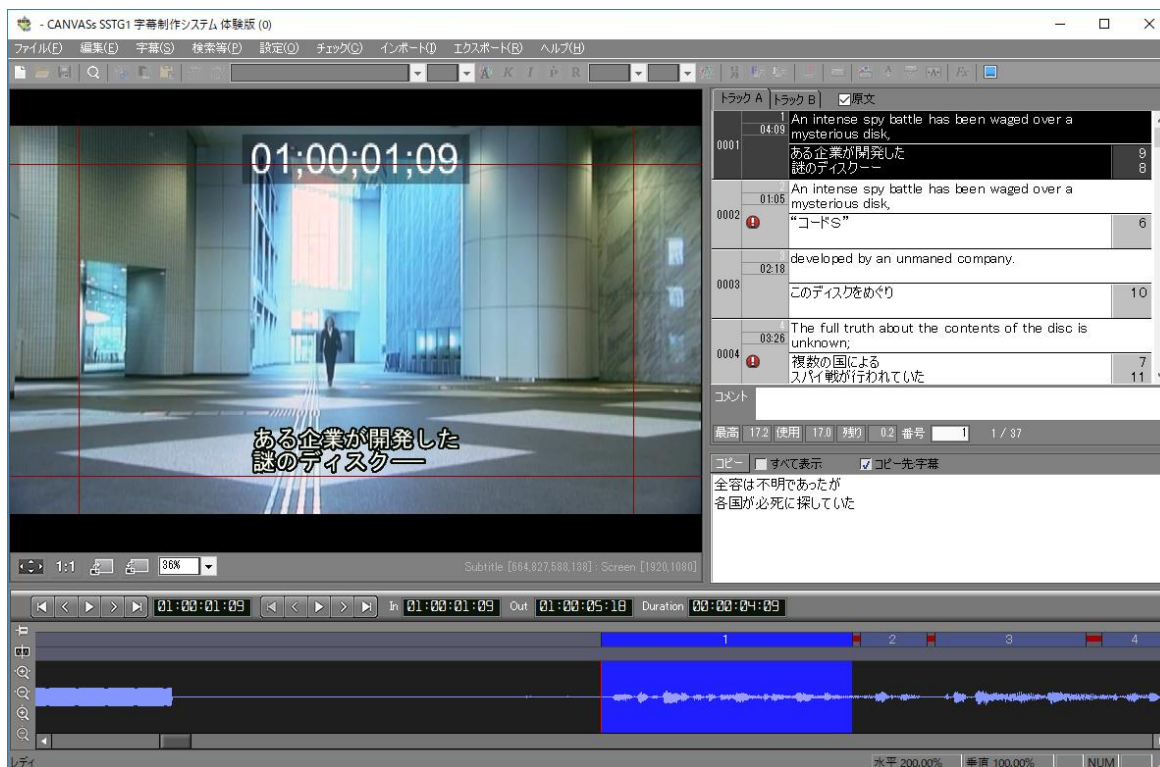 - CANVASs SSTG1 字幕制作システム 体験版 (0)
ファイル(F) 編集(E) 字幕(S) 検索等(P) 設定(O) チェック(C) インポート(I) エクスポート(R) ヘルプ(H)
K I P R
トラック A トラック B 原文
01;00;01;09
ある企業が開発した
謎のディスクー
0001
1
04:09
An intense spy battle has been waged over a
mysterious disk,
ある企業が開発した 9
謎のディスクーー 8
0002
2
01:05
An intense spy battle has been waged over a
mysterious disk,
“コードS” 6
0003
3
02:18
developed by an unmaned company.
このディスクをめぐり 10
0004
4
03:26
The full truth about the contents of the disc is
unknown;
複数の国による 7
スパイ戦が行われていた 11
コメント
最高 17.2 使用 17.0 残り 0.2 番号 1 1 / 37
コピー すべて表示 コピー先字幕
全容は不明であったが
各国が必死に探していた
1:1 36% Subtitle [664,827,588,138] : Screen [1920,1080]
01:00:01:09 In 01:00:01:09 Out 01:00:05:18 Duration 00:00:04:09
1 2 3 4
レディ 水平 200.00% 垂直 100.00% NUM